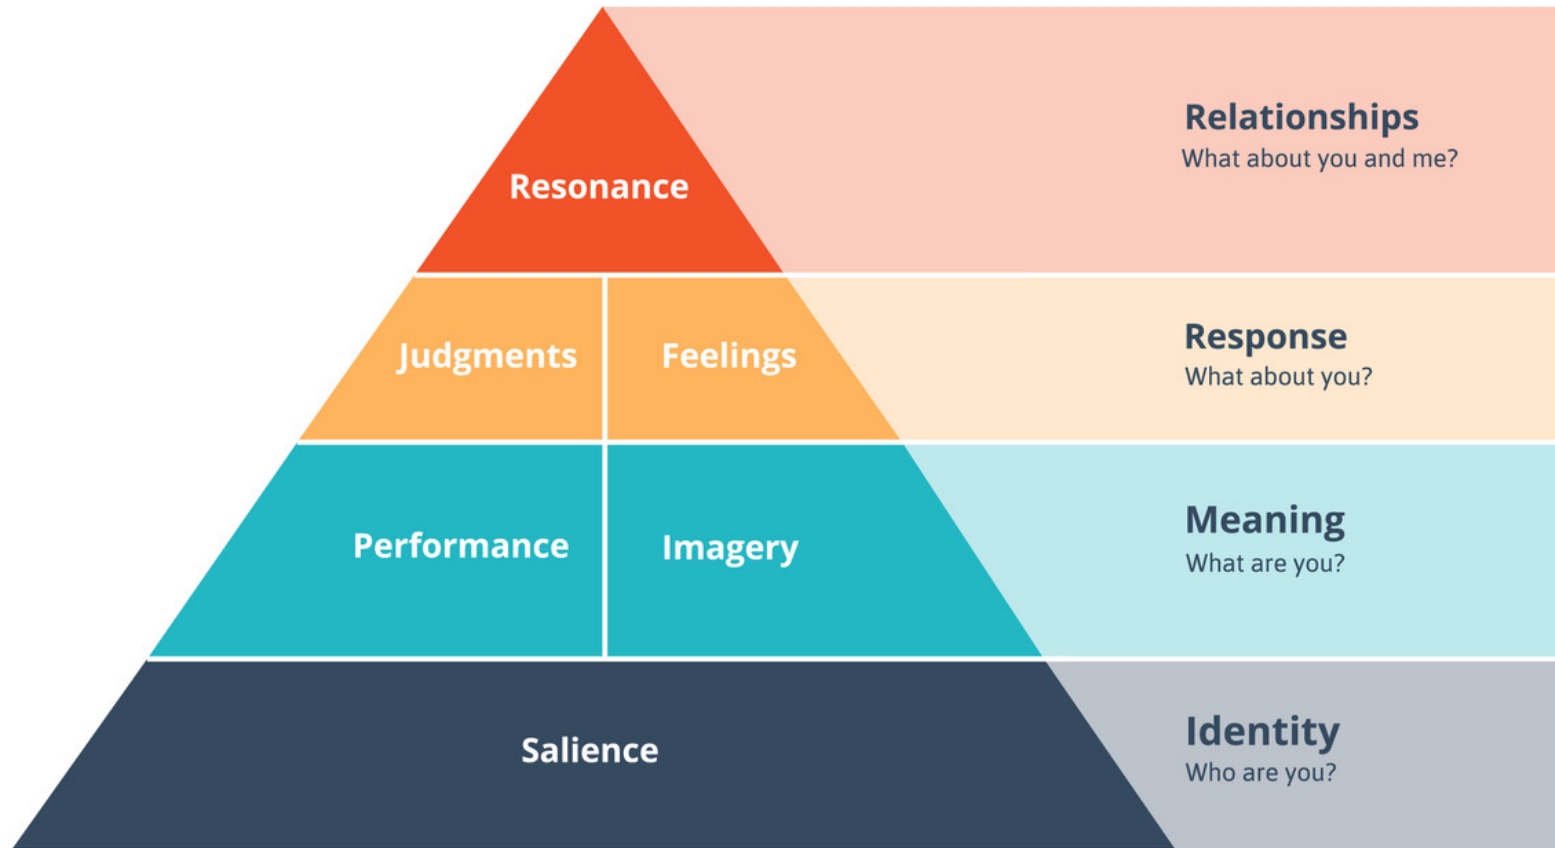 Relationships
What about you and me?
Resonance
Response
What about you?
Judgments Feelings
Meaning
What are you?
Performance Imagery
Identity
Who are you?
Salience